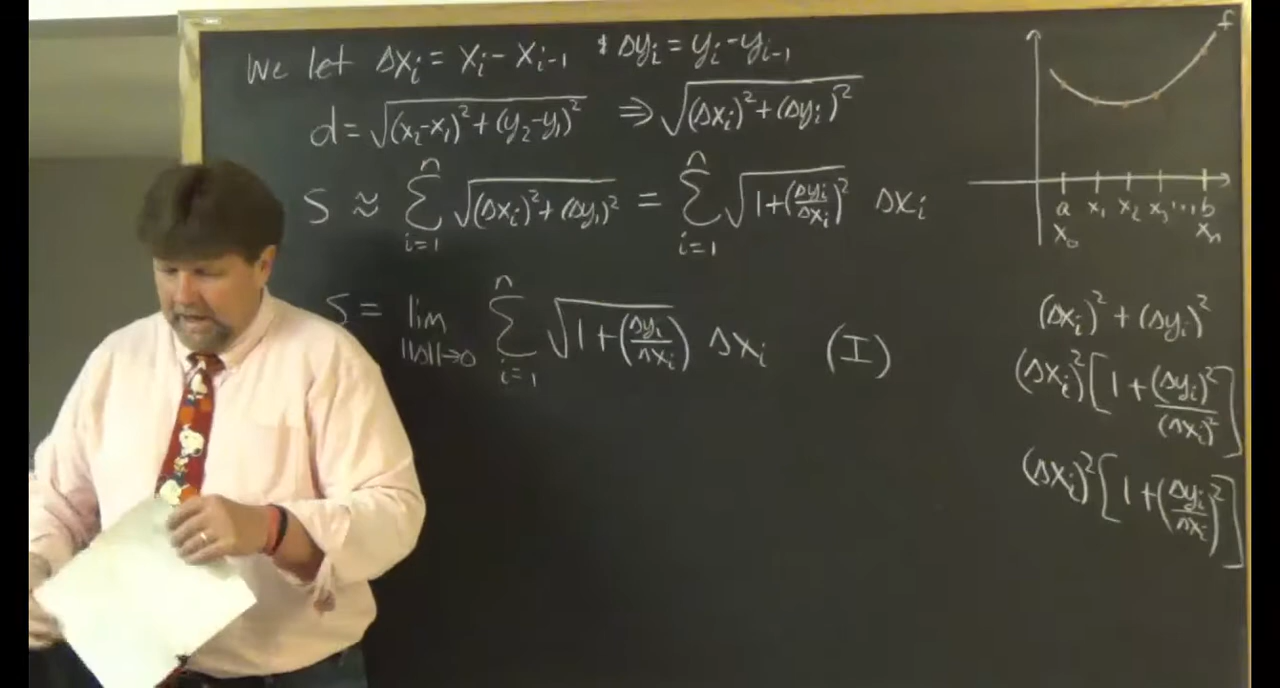 We let Δxᵢ = xᵢ - xᵢ₋₁ & Δyᵢ = yᵢ - yᵢ₋₁
d = √((x₂-x₁)² + (y₂-y₁)²) ⇒ √((Δxᵢ)² + (Δyᵢ)²)
S ≈ ∑ᵢ₌₁ⁿ √((Δxᵢ)² + (Δyᵢ)²) = ∑ᵢ₌₁ⁿ √(1 + (Δyᵢ/Δxᵢ)²) Δxᵢ
S = lim ||Δ||→0 ∑ᵢ₌₁ⁿ √(1 + (Δyᵢ/Δxᵢ)) Δxᵢ (I)
f
a x₁ x₂ x₃ ... b
x₀ xₙ
(Δxᵢ)² + (Δyᵢ)²
(Δxᵢ)² [1 + (Δyᵢ)²/(Δxᵢ)²]
(Δxᵢ)² [1 + (Δyᵢ/Δxᵢ)²]